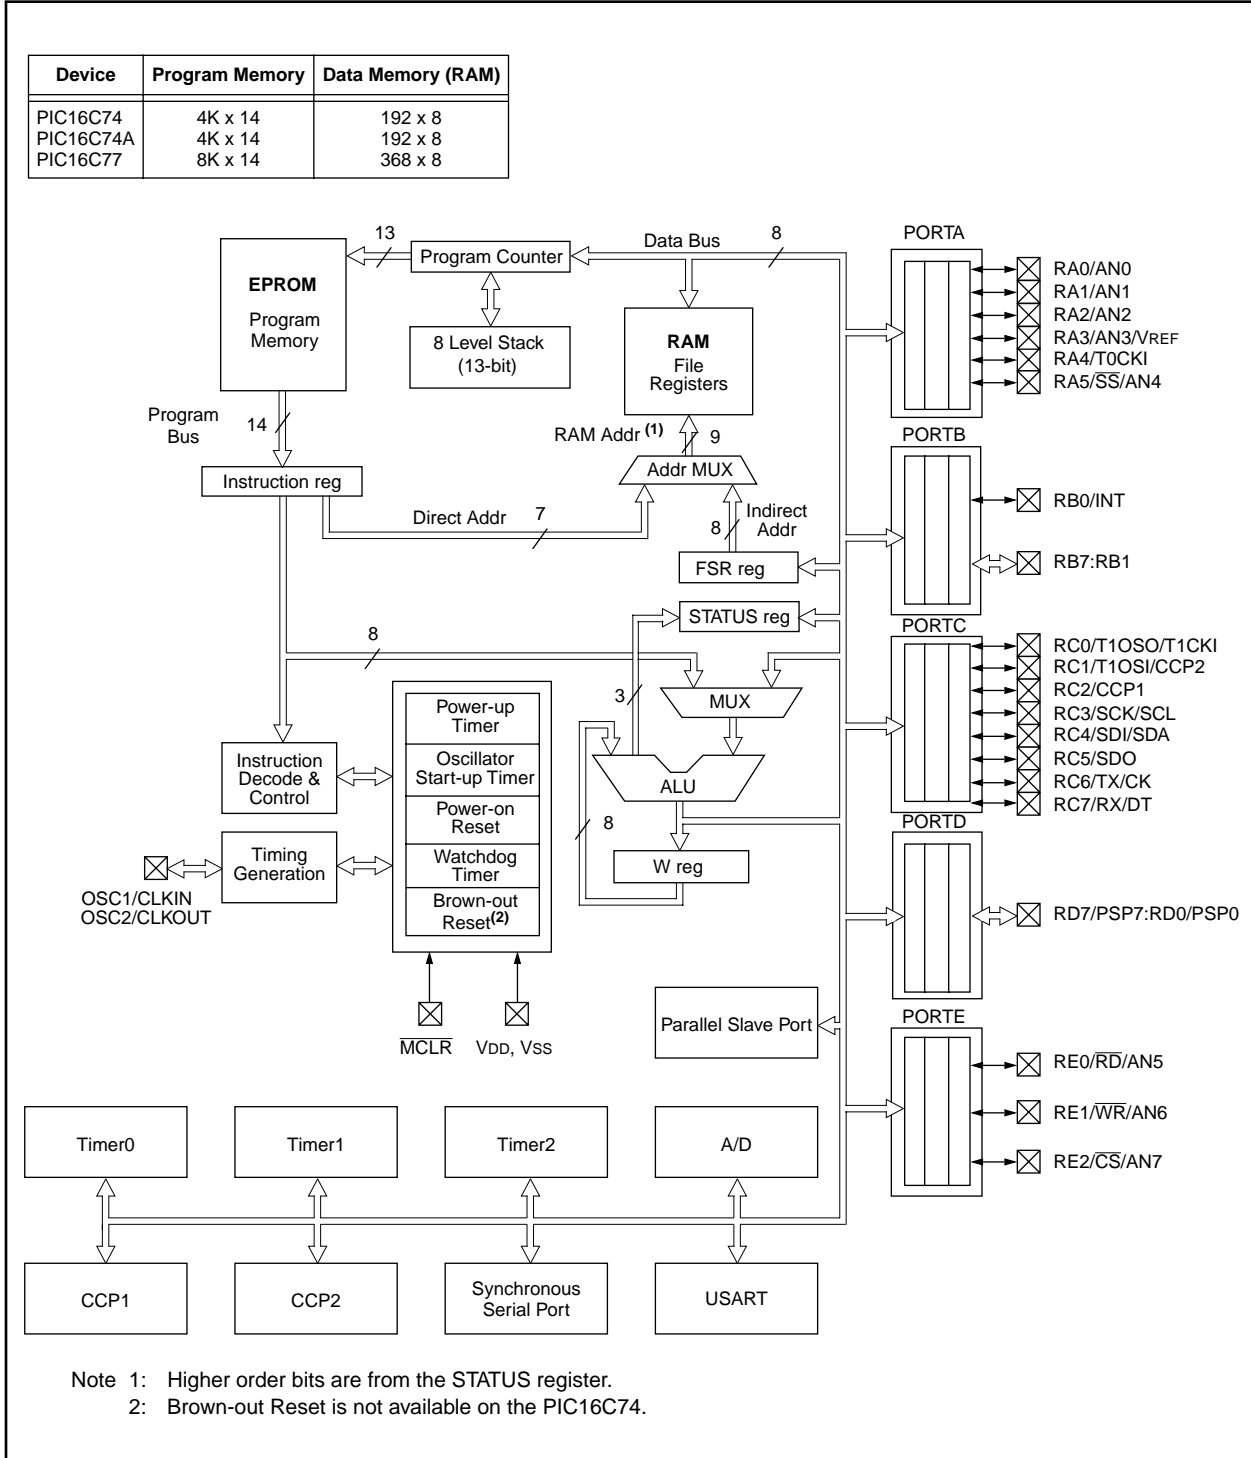 Device Program Memory Data Memory (RAM)
PIC16C74 4K x 14 192 x 8
PIC16C74A 4K x 14 192 x 8
PIC16C77 8K x 14 368 x 8
EPROM
Program
Memory
13
Program Counter
8 Level Stack
(13-bit)
Data Bus
8
RAM
File
Registers
Program
Bus
14
RAM Addr (1)
9
Addr MUX
Instruction reg
Direct Addr
7
8
Indirect
Addr
FSR reg
STATUS reg
8
3
MUX
ALU
8
W reg
Power-up
Timer
Oscillator
Start-up Timer
Power-on
Reset
Watchdog
Timer
Brown-out
Reset(2)
Instruction
Decode &
Control
Timing
Generation
OSC1/CLKIN
OSC2/CLKOUT
MCLR
VDD, VSS
Parallel Slave Port
PORTA
RA0/AN0
RA1/AN1
RA2/AN2
RA3/AN3/VREF
RA4/T0CKI
RA5/SS/AN4
PORTB
RB0/INT
RB7:RB1
PORTC
RC0/T1OSO/T1CKI
RC1/T1OSI/CCP2
RC2/CCP1
RC3/SCK/SCL
RC4/SDI/SDA
RC5/SDO
RC6/TX/CK
RC7/RX/DT
PORTD
RD7/PSP7:RD0/PSP0
PORTE
RE0/RD/AN5
RE1/WR/AN6
RE2/CS/AN7
Timer0
Timer1
Timer2
A/D
CCP1
CCP2
Synchronous
Serial Port
USART
Note 1: Higher order bits are from the STATUS register.
2: Brown-out Reset is not available on the PIC16C74.